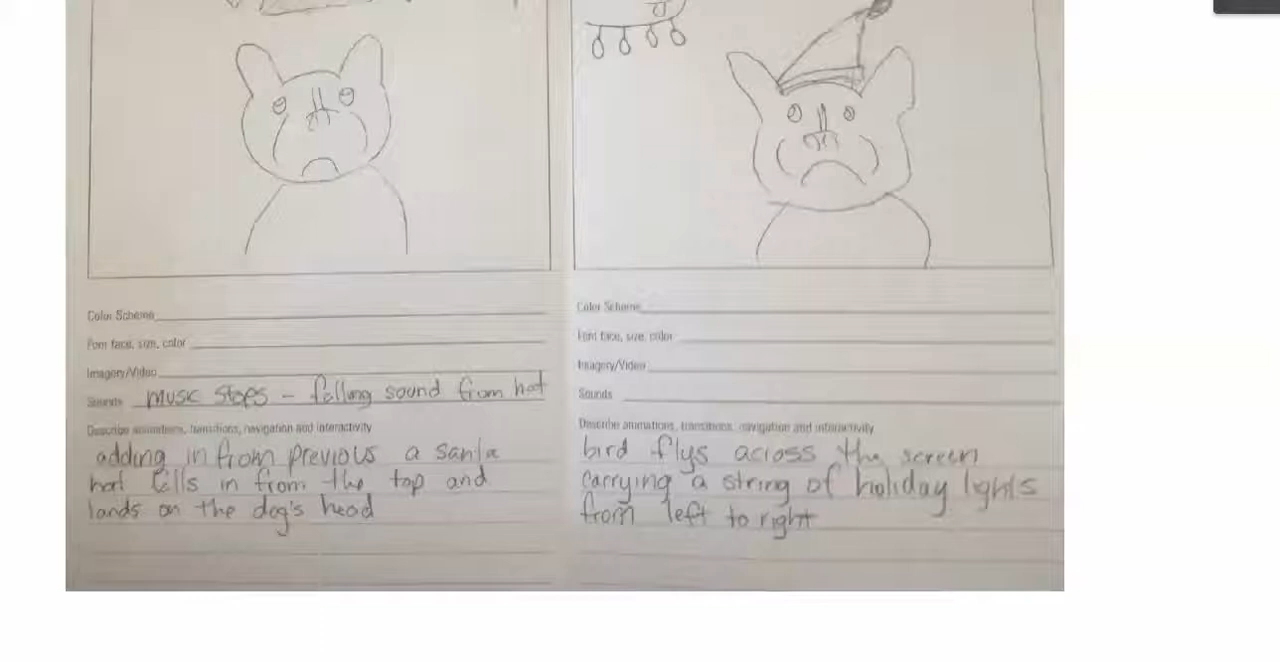 Color Scheme
Font face, size, color
Imagery/Video
Sounds music stops - falling sound from hat
Describe animations, transitions, navigation and interactivity
adding in from previous a santa
hat falls in from the top and
lands on the dog's head
Color Scheme
Font face, size, color
Imagery/Video
Sounds
Describe animations, transitions, navigation and interactivity
bird flys across the screen
carrying a string of holiday lights
from left to right